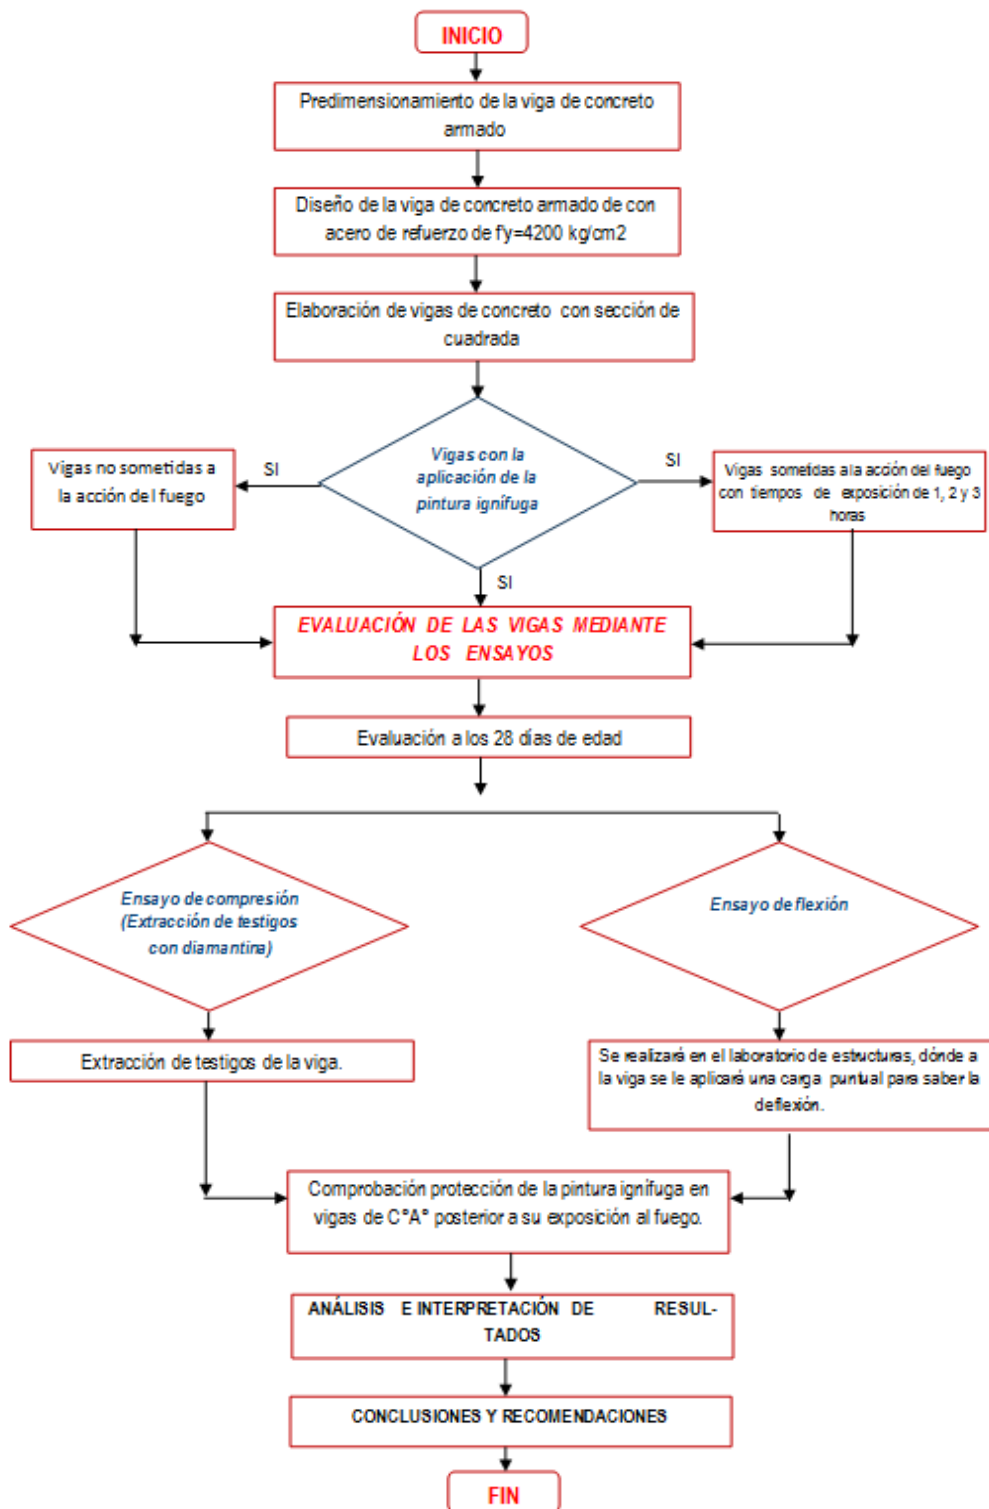 INICIO
Predimensionamiento de la viga de concreto
armado
Diseño de la viga de concreto armado de con
acero de refuerzo de f'y=4200 kg/cm2
Elaboración de vigas de concreto con sección de
cuadrada
Vigas con la
aplicación de la
pintura ignífuga
SI
Vigas no sometidas a
la acción del fuego
SI
Vigas sometidas ala acción del fuego
con tiempos de exposición de 1, 2 y 3
horas
SI
EVALUACIÓN DE LAS VIGAS MEDIANTE
LOS ENSAYOS
Evaluación a los 28 días de edad
Ensayo de compresión
(Extracción de testigos
con diamantina)
Ensayo de flexión
Extracción de testigos de la viga.
Se realizará en el laboratorio de estructuras, dónde a
la viga se le aplicará una carga puntual para saber la
deflexión.
Comprobación protección de la pintura ignífuga en
vigas de C°A° posterior a su exposición al fuego.
ANÁLISIS E INTERPRETACIÓN DE RESUL-
TADOS
CONCLUSIONES Y RECOMENDACIONES
FIN